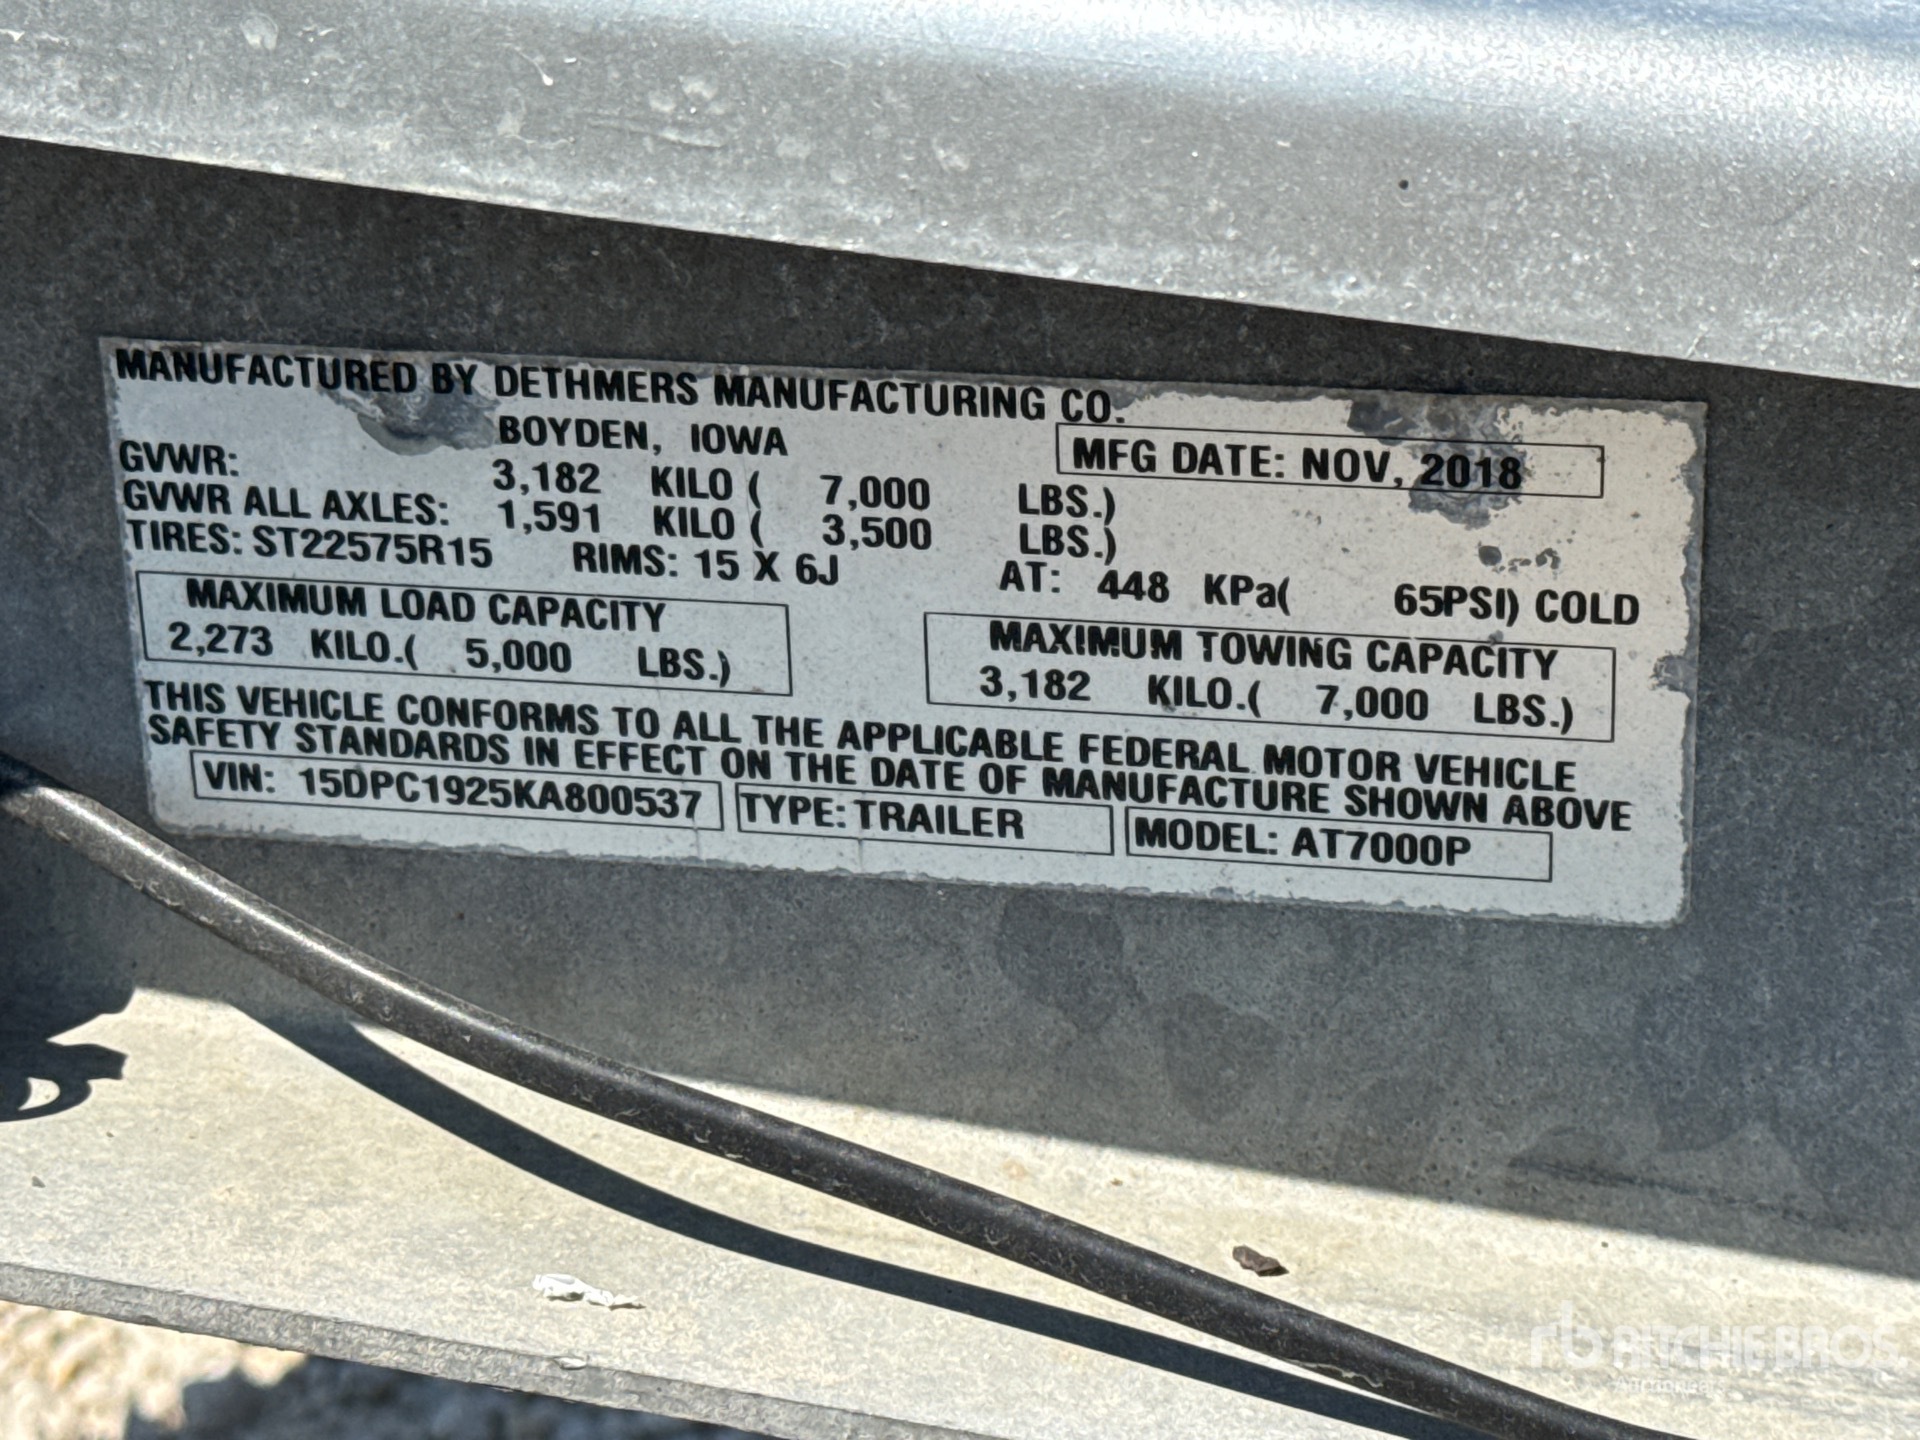 MANUFACTURED BY DETHMERS MANUFACTURING CO.
BOYDEN, IOWA
MFG DATE: NOV, 2018
GVWR: 3,182 KILO ( 7,000 LBS.)
GVWR ALL AXLES: 1,591 KILO ( 3,500 LBS.)
TIRES: ST22575R15 RIMS: 15 X 6J AT: 448 KPa( 65PSI) COLD
MAXIMUM LOAD CAPACITY
2,273 KILO.( 5,000 LBS.)
MAXIMUM TOWING CAPACITY
3,182 KILO.( 7,000 LBS.)
THIS VEHICLE CONFORMS TO ALL THE APPLICABLE FEDERAL MOTOR VEHICLE
SAFETY STANDARDS IN EFFECT ON THE DATE OF MANUFACTURE SHOWN ABOVE
VIN: 15DPC1925KA800537 TYPE: TRAILER MODEL: AT7000P
rb RITCHIE BROS.
Auctioneers